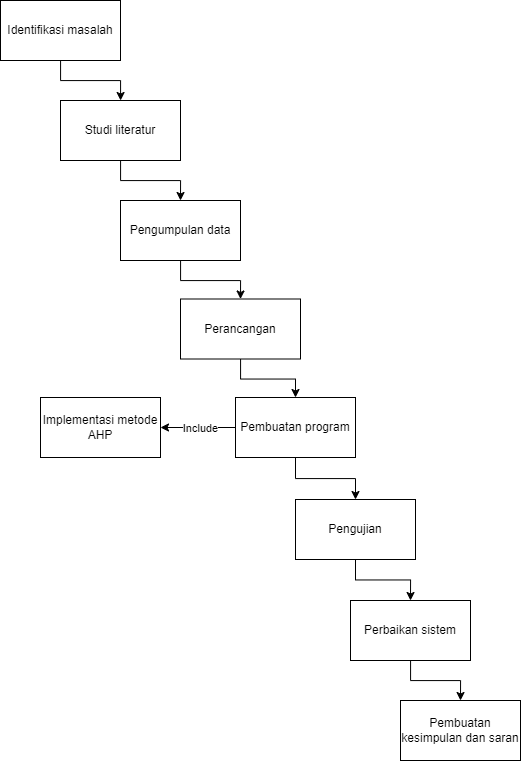 Identifikasi masalah
Studi literatur
Pengumpulan data
Perancangan
Implementasi metode
AHP
Include
Pembuatan program
Pengujian
Perbaikan sistem
Pembuatan
kesimpulan dan saran